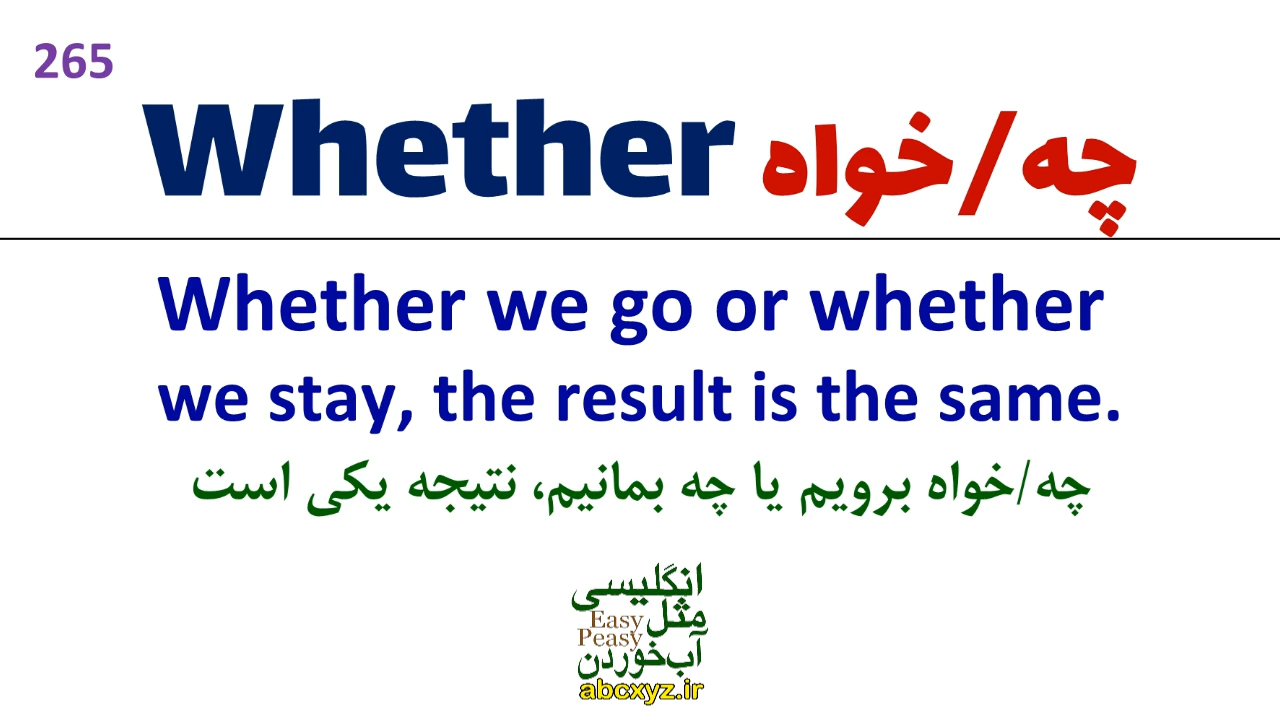 265
Whether چه/خواه
Whether we go or whether
we stay, the result is the same.
چه/خواه برویم یا چه بمانیم، نتیجه یکی است
انگلیسی
مثل Easy
Peasy
آب‌خوردن
abcxyz.ir